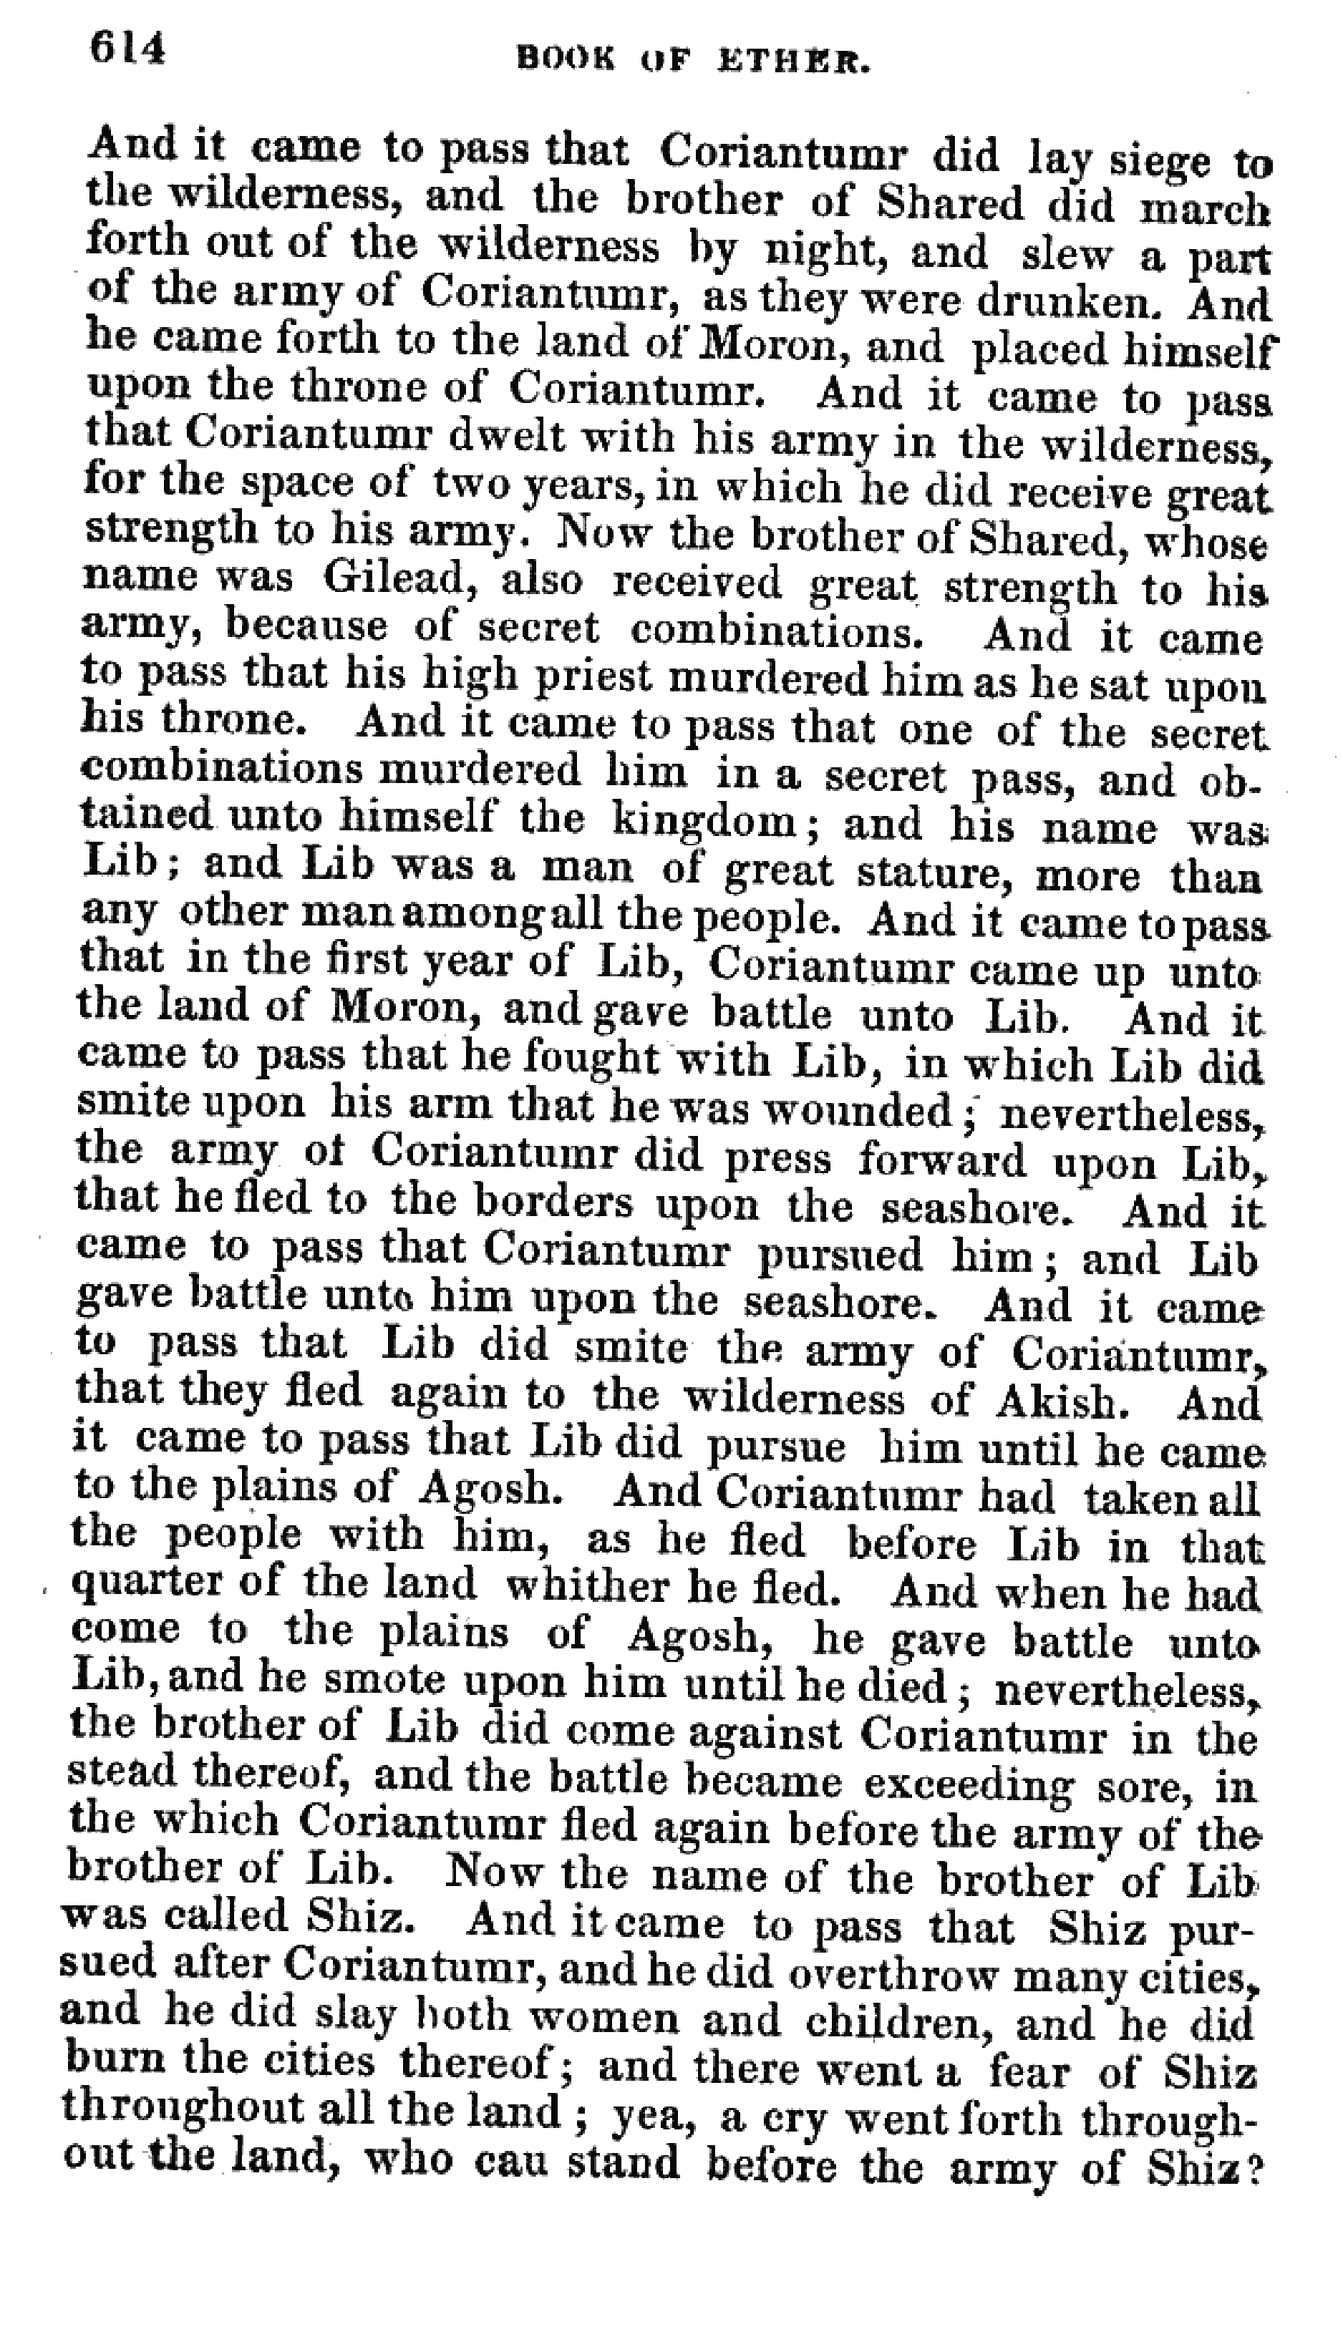 614
BOOK OF ETHER.
And it came to pass that Coriantumr did lay siege to
the wilderness, and the brother of Shared did march
forth out of the wilderness by night, and slew a part
of the army of Coriantumr, as they were drunken. And
he came forth to the land of Moron, and placed himself
upon the throne of Coriantumr. And it came to pass
that Coriantumr dwelt with his army in the wilderness,
for the space of two years, in which he did receive great
strength to his army. Now the brother of Shared, whose
name was Gilead, also received great strength to his
army, because of secret combinations. And it came
to pass that his high priest murdered him as he sat upon
his throne. And it came to pass that one of the secret
combinations murdered him in a secret pass, and ob-
tained unto himself the kingdom; and his name was
Lib; and Lib was a man of great stature, more than
any other man among all the people. And it came to pass
that in the first year of Lib, Coriantumr came up unto
the land of Moron, and gave battle unto Lib. And it
came to pass that he fought with Lib, in which Lib did
smite upon his arm that he was wounded; nevertheless,
the army of Coriantumr did press forward upon Lib,
that he fled to the borders upon the seashore. And it
came to pass that Coriantumr pursued him; and Lib
gave battle unto him upon the seashore. And it came
to pass that Lib did smite the army of Coriantumr,
that they fled again to the wilderness of Akish. And
it came to pass that Lib did pursue him until he came
to the plains of Agosh. And Coriantumr had taken all
the people with him, as he fled before Lib in that
quarter of the land whither he fled. And when he had
come to the plains of Agosh, he gave battle unto
Lib, and he smote upon him until he died; nevertheless,
the brother of Lib did come against Coriantumr in the
stead thereof, and the battle became exceeding sore, in
the which Coriantumr fled again before the army of the
brother of Lib. Now the name of the brother of Lib
was called Shiz. And it came to pass that Shiz pur-
sued after Coriantumr, and he did overthrow many cities,
and he did slay both women and children, and he did
burn the cities thereof; and there went a fear of Shiz
throughout all the land; yea, a cry went forth through-
out the land, who can stand before the army of Shiz?